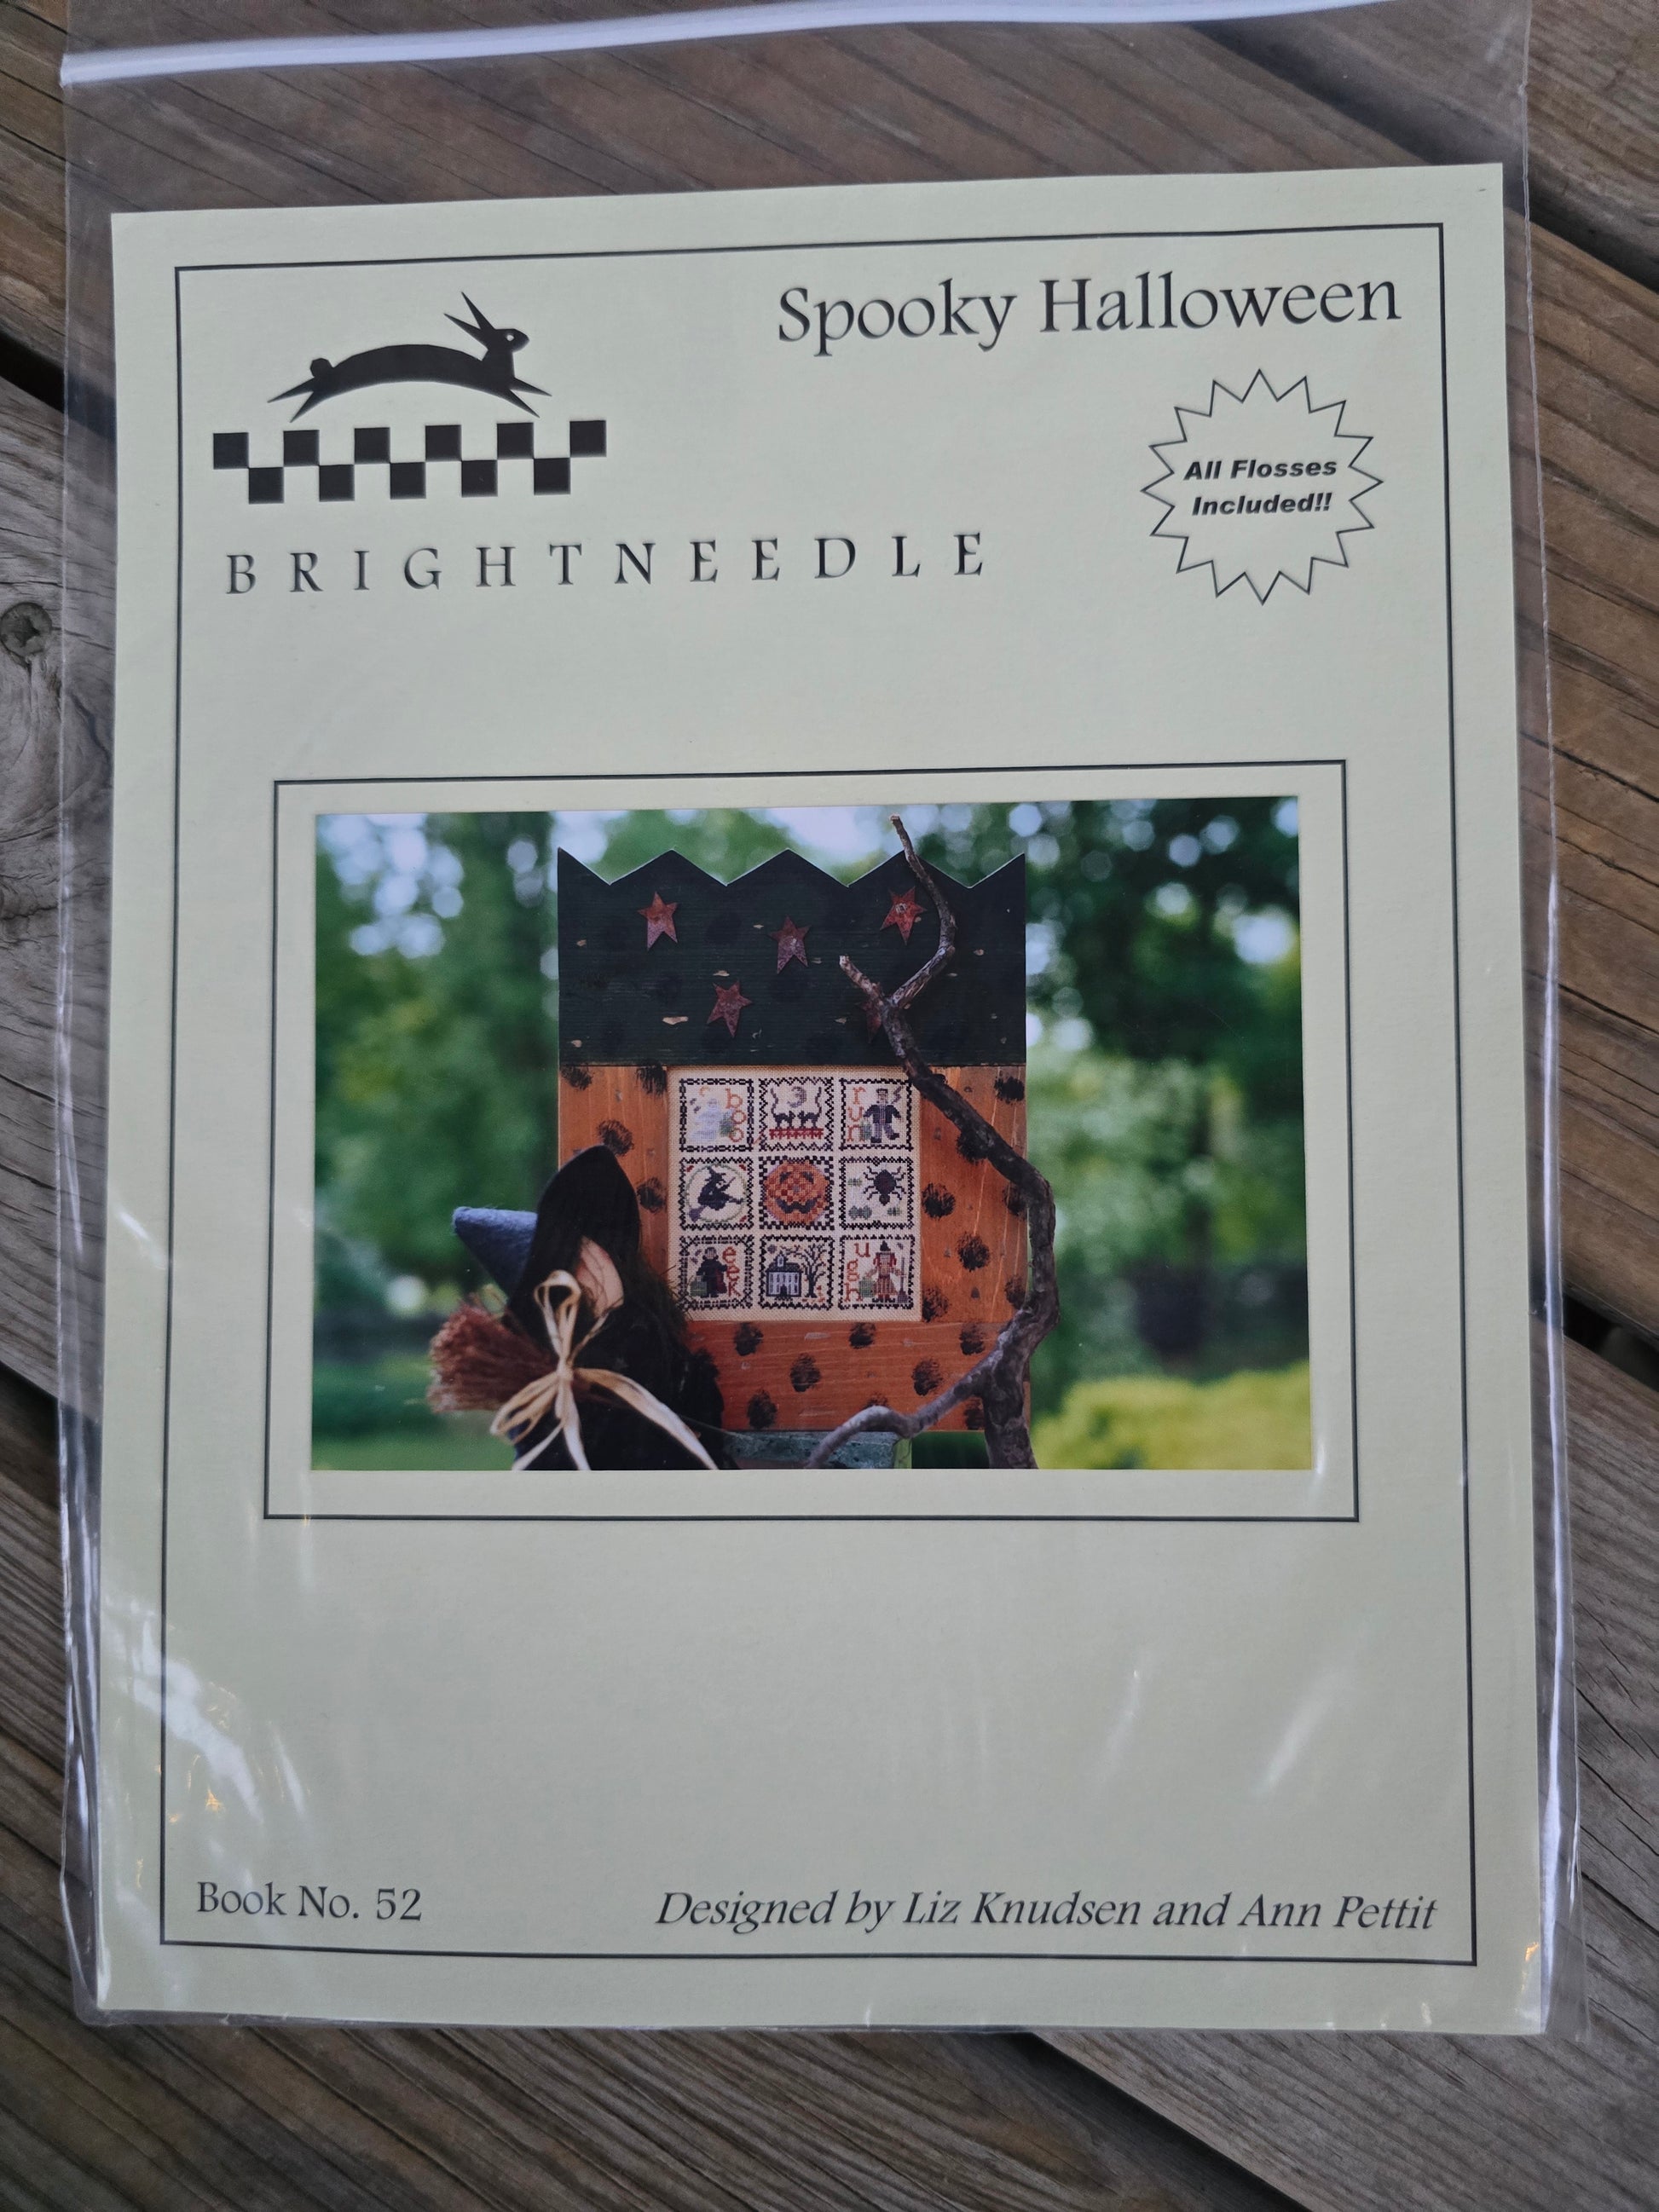 Spooky Halloween
All Flosses
Included!!
BRIGHTNEEDLE
boo
run
eek
Book No. 52
Designed by Liz Knudsen and Ann Pettit